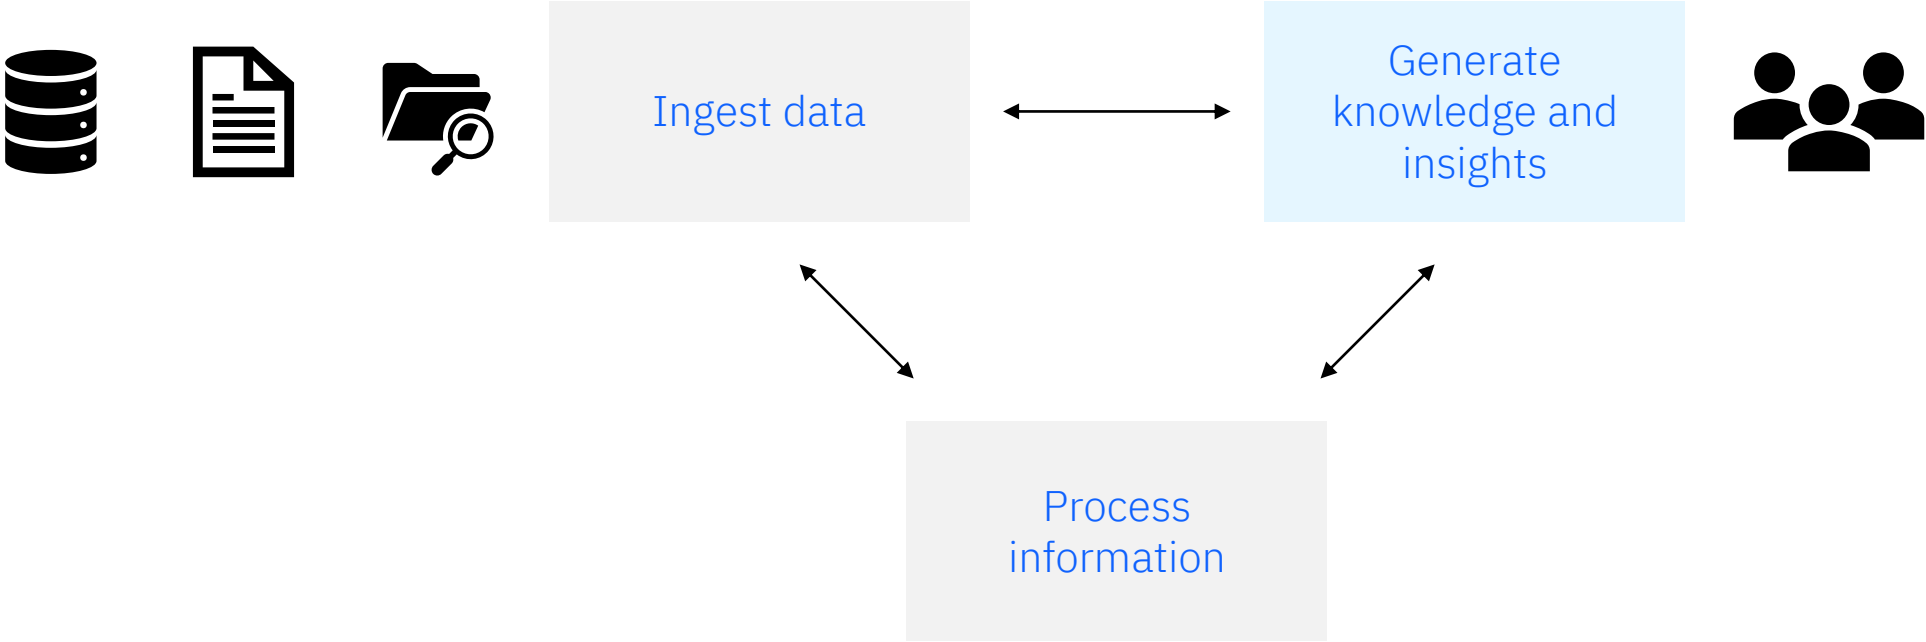 Ingest data
Generate
knowledge and
insights
Process
information